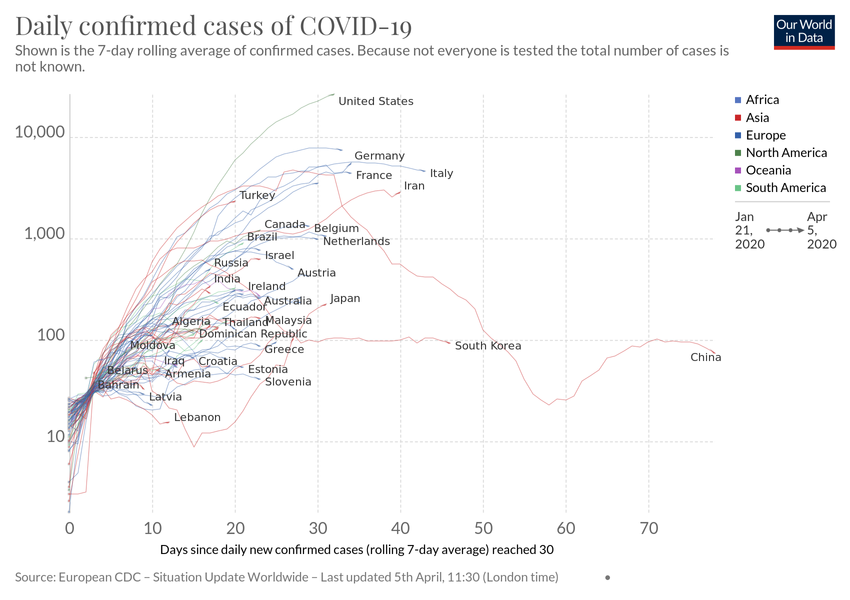 Daily confirmed cases of COVID-19
Shown is the 7-day rolling average of confirmed cases. Because not everyone is tested the total number of cases is
not known.
Our World
in Data
United States
Africa
Asia
Europe
North America
Oceania
South America
Jan
21,
2020
Apr
5,
2020
10,000
1,000
100
10
Germany
France
Italy
Iran
Turkey
Canada
Belgium
Brazil
Netherlands
Israel
Russia
Austria
India
Ireland
Japan
Australia
Ecuador
Algeria
Thailand
Malaysia
Dominican Republic
Moldova
Greece
South Korea
China
Iraq
Croatia
Belarus
Armenia
Estonia
Bahrain
Slovenia
Latvia
Lebanon
0
10
20
30
40
50
60
70
Days since daily new confirmed cases (rolling 7-day average) reached 30
Source: European CDC – Situation Update Worldwide – Last updated 5th April, 11:30 (London time)